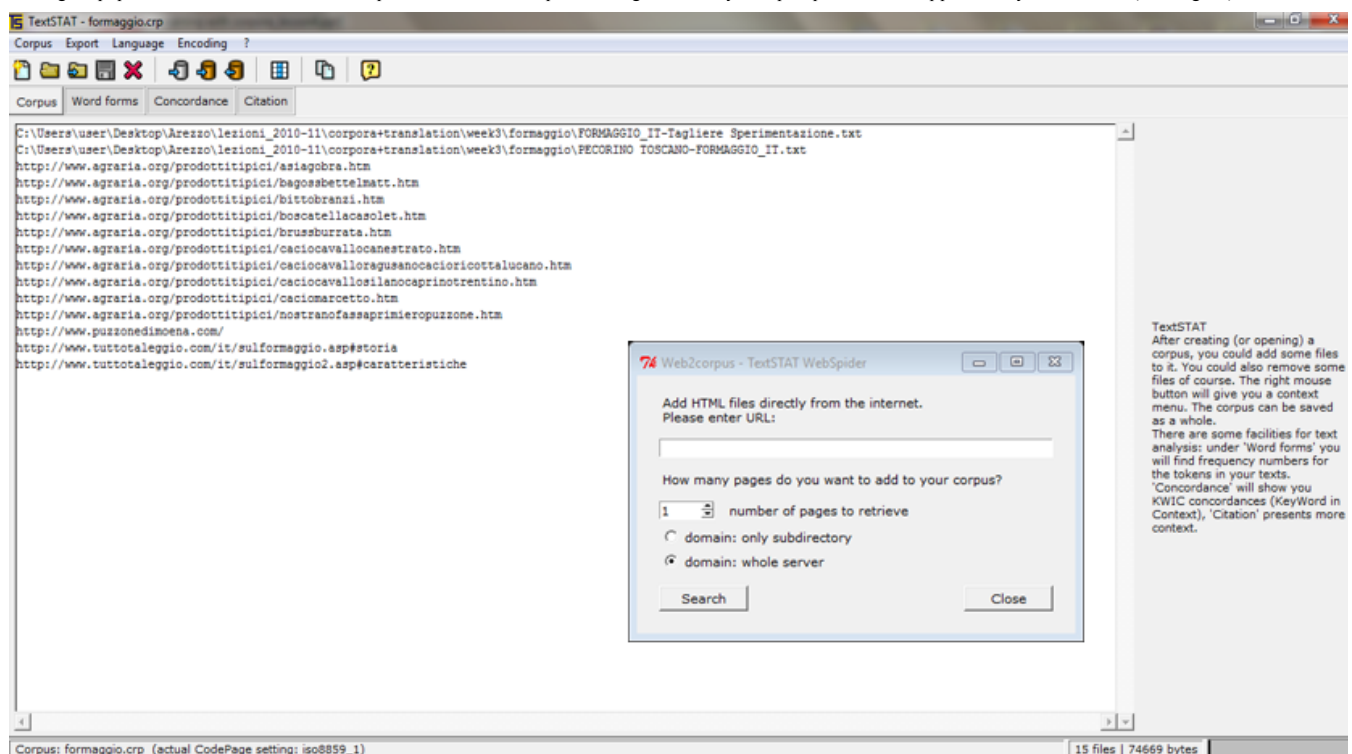 TextSTAT - formaggio.crp
Corpus Export Language Encoding ?
Corpus Word forms Concordance Citation
C:\Users\user\Desktop\Arezzo\lezioni_2010-11\corpora+translation\week3\formaggio\FORMAGGIO_IT-Tagliere Sperimentazione.txt
C:\Users\user\Desktop\Arezzo\lezioni_2010-11\corpora+translation\week3\formaggio\PECORINO TOSCANO-FORMAGGIO_IT.txt
http://www.agraria.org/prodottitipici/asiagobra.htm
http://www.agraria.org/prodottitipici/bagossbettelmatt.htm
http://www.agraria.org/prodottitipici/bittobranzi.htm
http://www.agraria.org/prodottitipici/boscatellacasolet.htm
http://www.agraria.org/prodottitipici/brussburrata.htm
http://www.agraria.org/prodottitipici/caciocavallocanestrato.htm
http://www.agraria.org/prodottitipici/caciocavalloragusanocacioricottalucano.htm
http://www.agraria.org/prodottitipici/caciocavallosilanocaprinotrentino.htm
http://www.agraria.org/prodottitipici/caciomarcetto.htm
http://www.agraria.org/prodottitipici/nostranofassaprimieropuzzone.htm
http://www.puzzonedimoena.com/
http://www.tuttotaleggio.com/it/sulformaggio.asp#storia
http://www.tuttotaleggio.com/it/sulformaggio2.asp#caratteristiche
Web2corpus - TextSTAT WebSpider
Add HTML files directly from the internet.
Please enter URL:
How many pages do you want to add to your corpus?
1 number of pages to retrieve
domain: only subdirectory
domain: whole server
Search Close
TextSTAT
After creating (or opening) a
corpus, you could add some files
to it. You could also remove some
files of course. The right mouse
button will give you a context
menu. The corpus can be saved
as a whole.
There are some facilities for text
analysis: under 'Word forms' you
will find frequency numbers for
the tokens in your texts.
'Concordance' will show you
KWIC concordances (KeyWord in
Context), 'Citation' presents more
context.
Corpus: formaggio.crp (actual CodePage setting: iso8859_1)
15 files | 74669 bytes